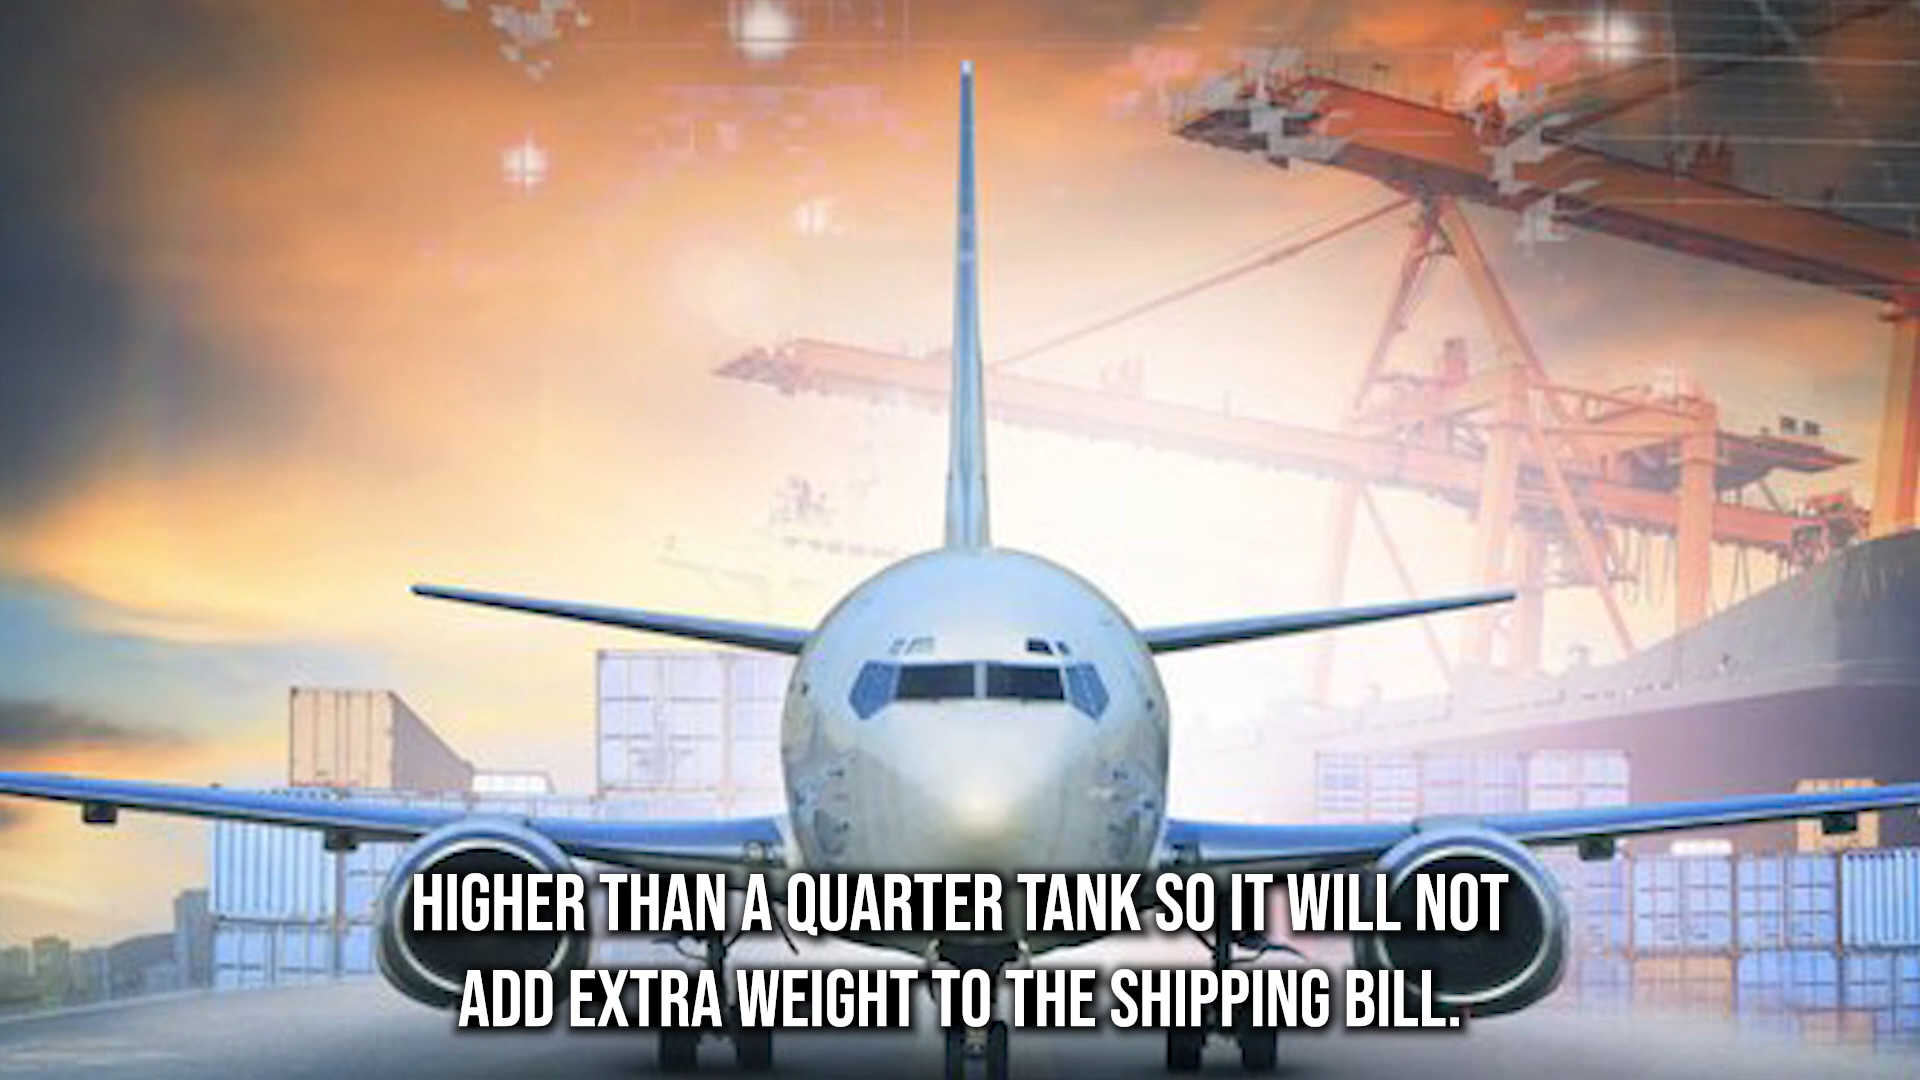 HIGHER THAN A QUARTER TANK SO IT WILL NOT
ADD EXTRA WEIGHT TO THE SHIPPING BILL.